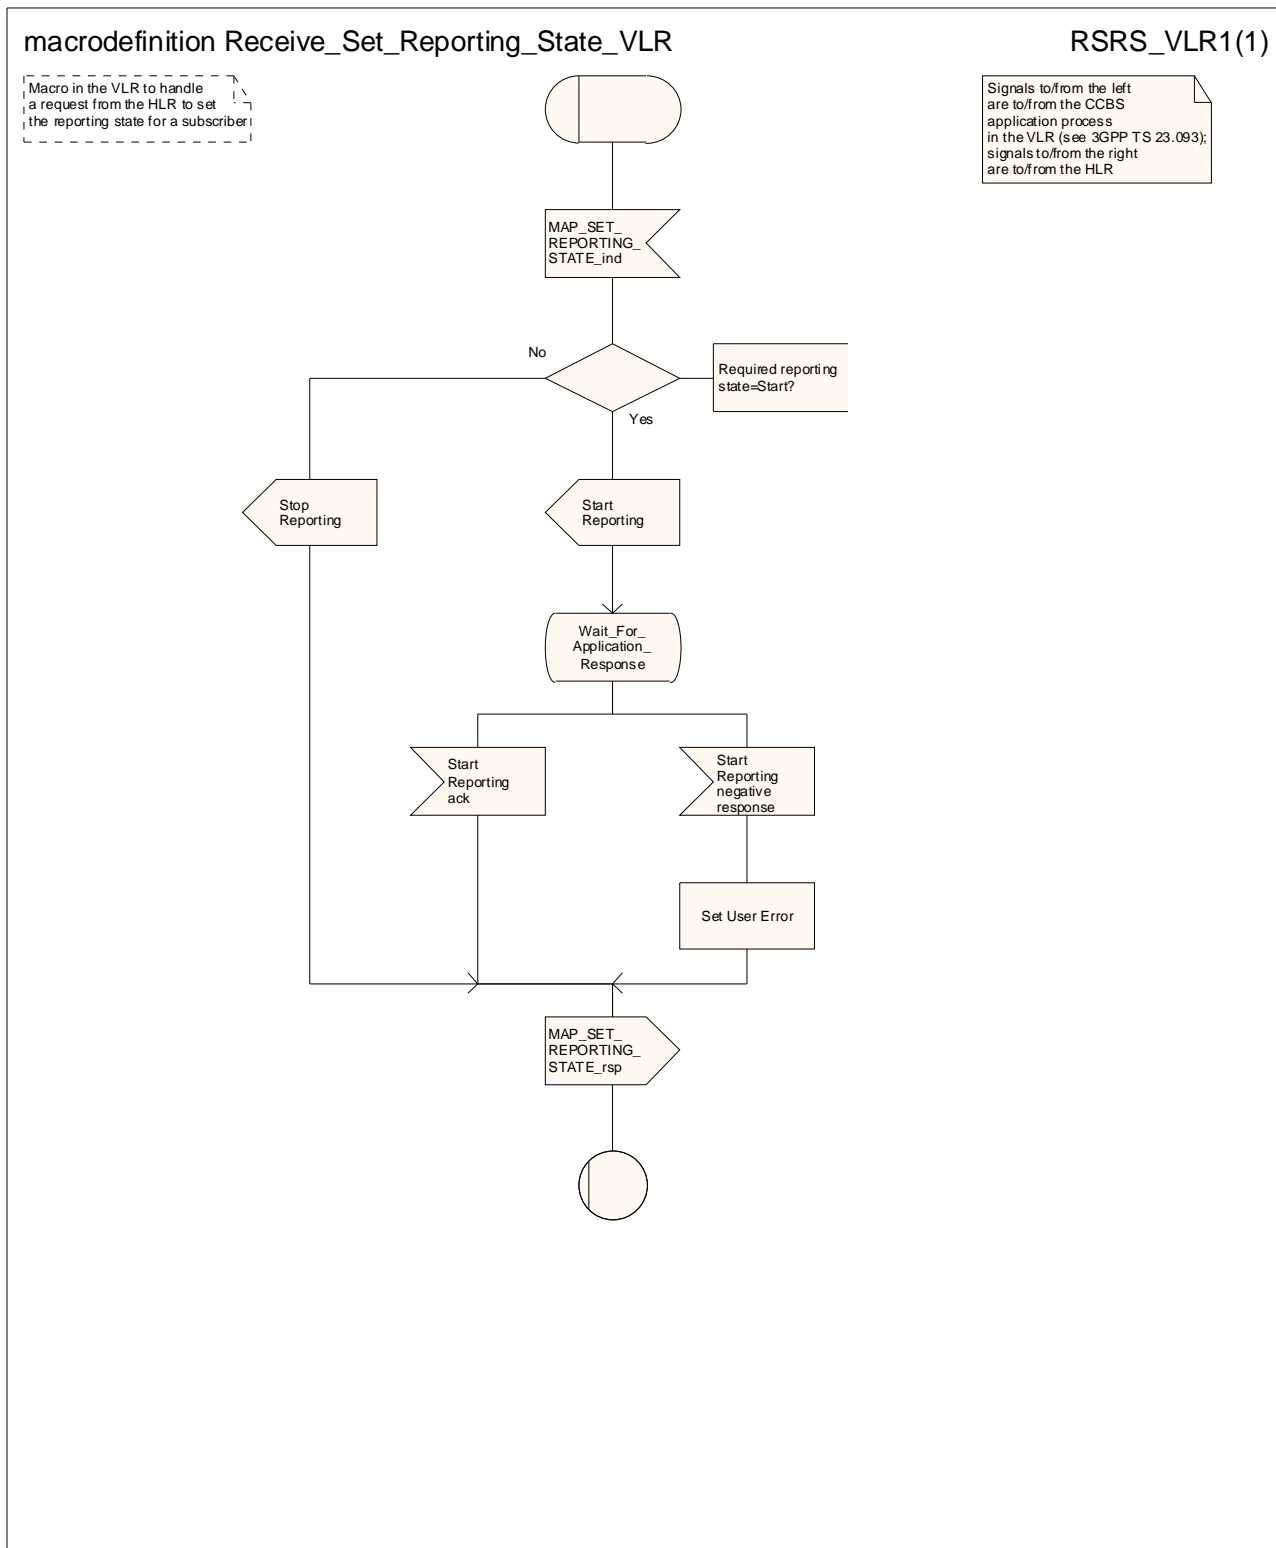 macrodefinition Receive_Set_Reporting_State_VLR
RSRS_VLR1(1)
Macro in the VLR to handle
a request from the HLR to set
the reporting state for a subscriber
Signals to/from the left
are to/from the CCBS
application process
in the VLR (see 3GPP TS 23.093);
signals to/from the right
are to/from the HLR
MAP_SET_
REPORTING_
STATE_ind
No
Required reporting
state=Start?
Yes
Stop
Reporting
Start
Reporting
Wait_For_
Application_
Response
Start
Reporting
ack
Start
Reporting
negative
response
Set User Error
MAP_SET_
REPORTING_
STATE_rsp